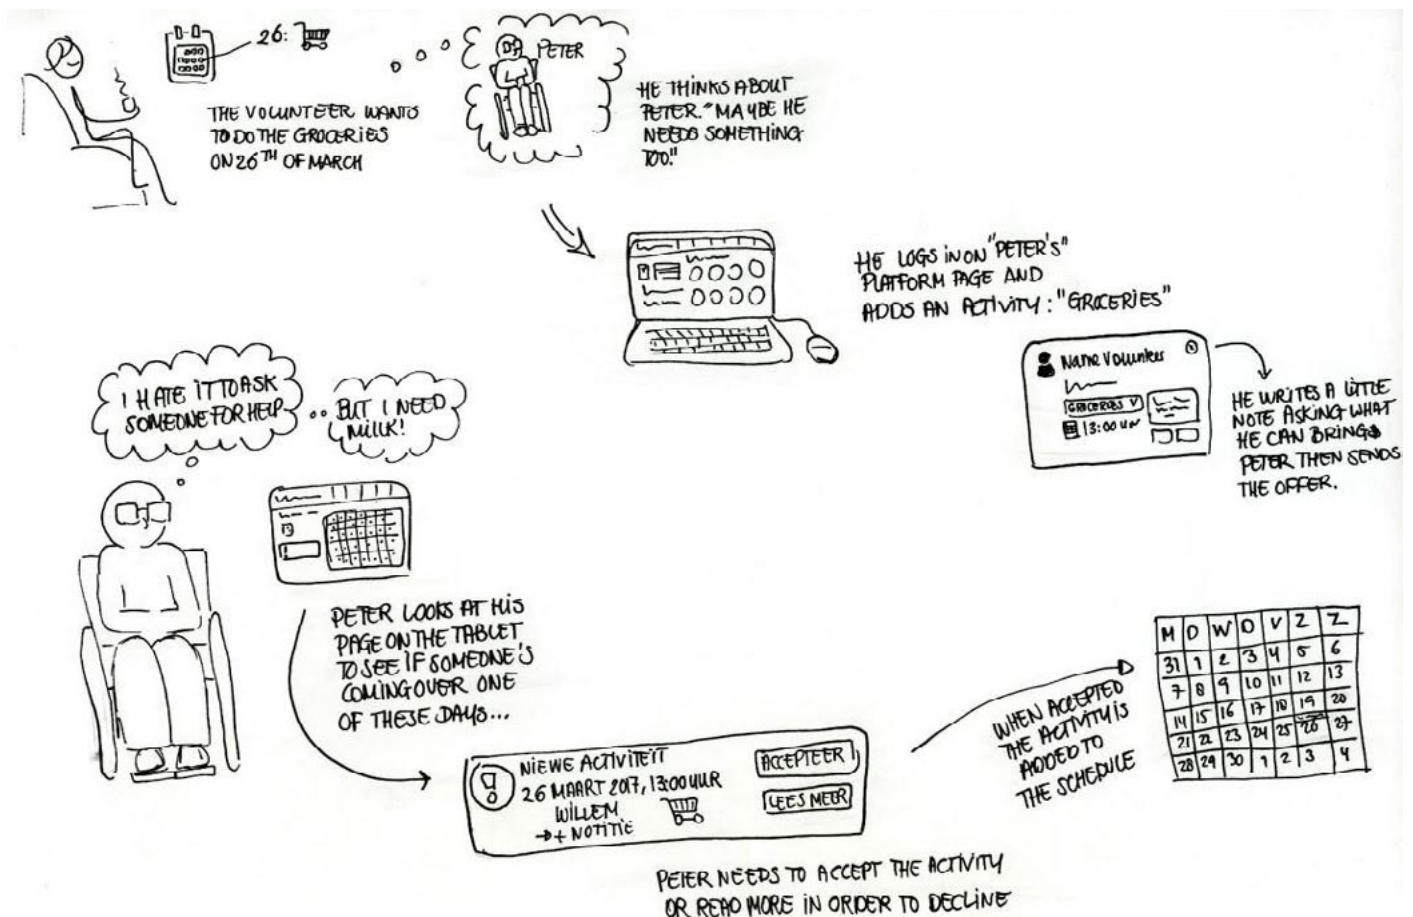 26:
THE VOLUNTEER WANTS
TO DO THE GROCERIES
ON 26TH OF MARCH
PETER
HE THINKS ABOUT
PETER. "MAYBE HE
NEEDS SOMETHING
TOO."
HE LOGS IN ON "PETER'S"
PLATFORM PAGE AND
ADDS AN ACTIVITY: "GROCERIES"
Name Volunteer
GROCERIES V
13:00 UUR
HE WRITES A LITTLE
NOTE ASKING WHAT
HE CAN BRING
PETER THEN SENDS
THE OFFER.
I HATE IT TO ASK
SOMEONE FOR HELP
BUT I NEED
MILK!
PETER LOOKS AT HIS
PAGE ON THE TABLET
TO SEE IF SOMEONE'S
COMING OVER ONE
OF THESE DAYS...
NIEWE ACTIVITEIT
26 MAART 2017, 13:00 UUR
WILLEM
→ + NOTITIE
ACCEPTEER
LEES MEER
PETER NEEDS TO ACCEPT THE ACTIVITY
OR READ MORE IN ORDER TO DECLINE
WHEN ACCEPTED
THE ACTIVITY IS
ADDED TO
THE SCHEDULE
M D W D V Z Z
31 1 2 3 4 5 6
7 8 9 10 11 12 13
14 15 16 17 18 19 20
21 22 23 24 25 26 27
28 29 30 1 2 3 4